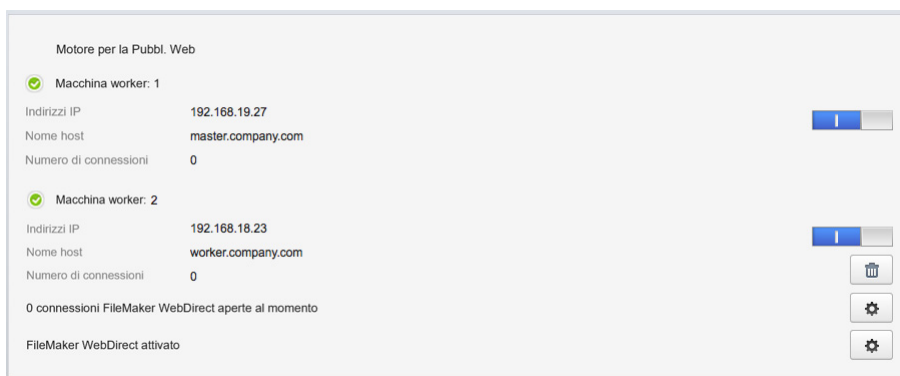 Motore per la Pubbl. Web
Macchina worker: 1
Indirizzi IP 192.168.19.27
Nome host master.company.com
Numero di connessioni 0
Macchina worker: 2
Indirizzi IP 192.168.18.23
Nome host worker.company.com
Numero di connessioni 0
0 connessioni FileMaker WebDirect aperte al momento
FileMaker WebDirect attivato